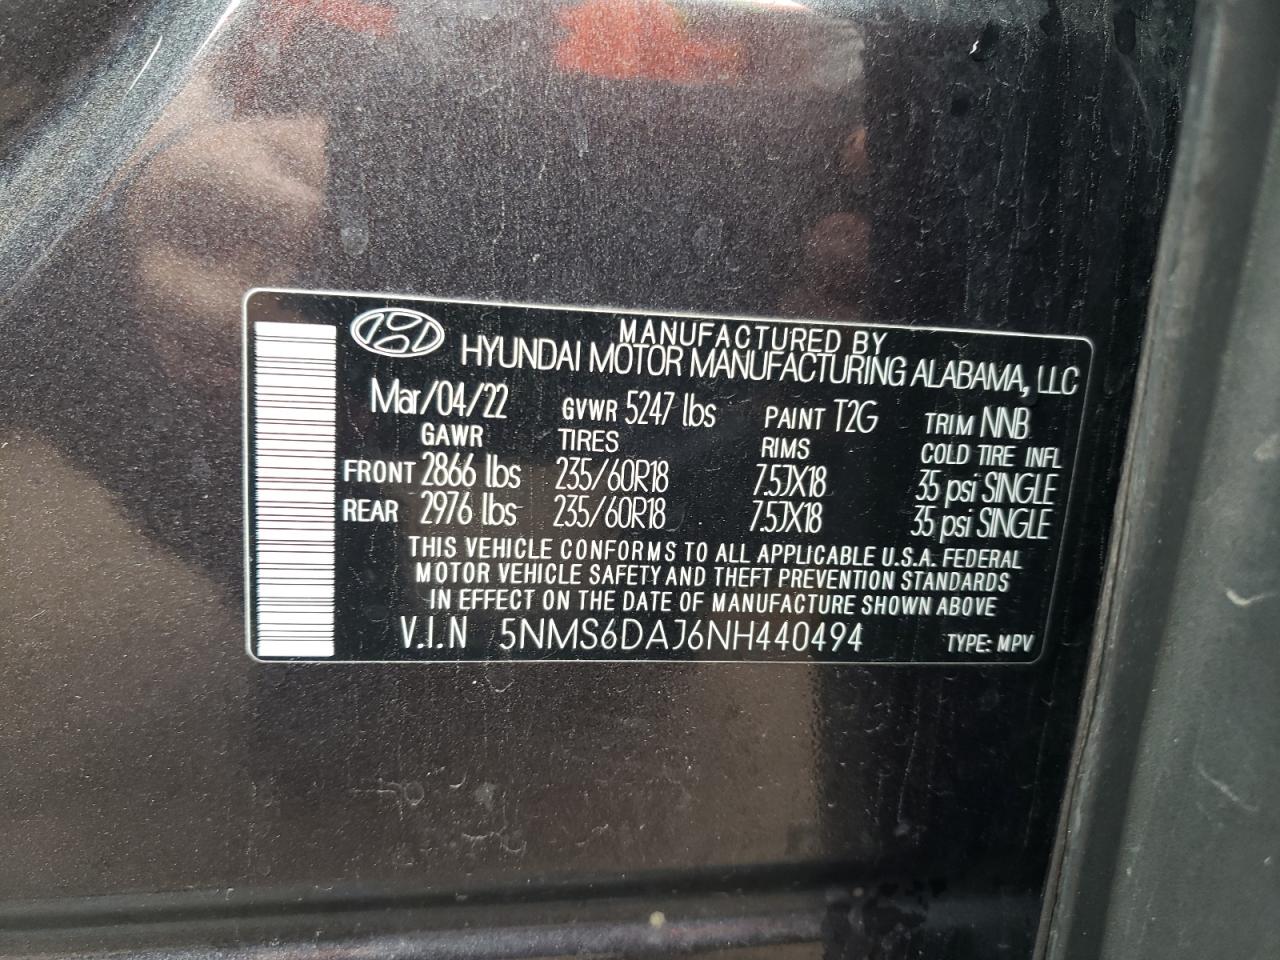 MANUFACTURED BY
HYUNDAI MOTOR MANUFACTURING ALABAMA, LLC
Mar/04/22 GVWR 5247 lbs PAINT T2G TRIM NNB
GAWR TIRES RIMS COLD TIRE INFL
FRONT 2866 lbs 235/60R18 7.5JX18 35 psi SINGLE
REAR 2976 lbs 235/60R18 7.5JX18 35 psi SINGLE
THIS VEHICLE CONFORMS TO ALL APPLICABLE U.S.A. FEDERAL
MOTOR VEHICLE SAFETY AND THEFT PREVENTION STANDARDS
IN EFFECT ON THE DATE OF MANUFACTURE SHOWN ABOVE
V.I.N 5NMS6DAJ6NH440494 TYPE: MPV